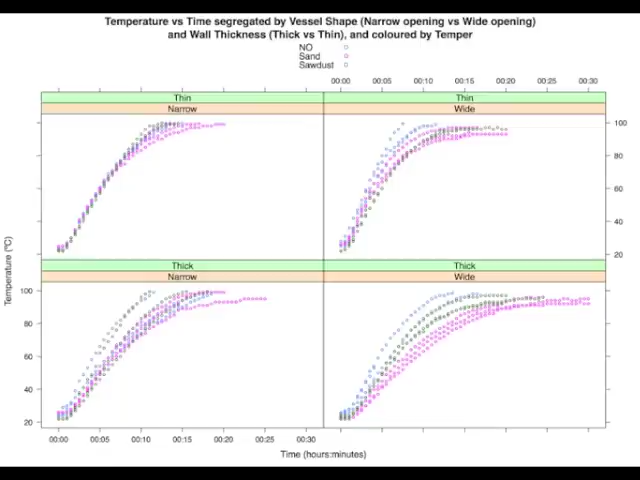 Temperature vs Time segregated by Vessel Shape (Narrow opening vs Wide opening)
and Wall Thickness (Thick vs Thin), and coloured by Temper
NO
Sand
Sawdust
00:00 00:05 00:10 00:15 00:20 00:25 00:30
Thin Thin
Narrow Wide
100
80
60
40
20
Thick Thick
Narrow Wide
100
80
60
40
20
Temperature (ºC)
00:00 00:05 00:10 00:15 00:20 00:25 00:30
Time (hours:minutes)